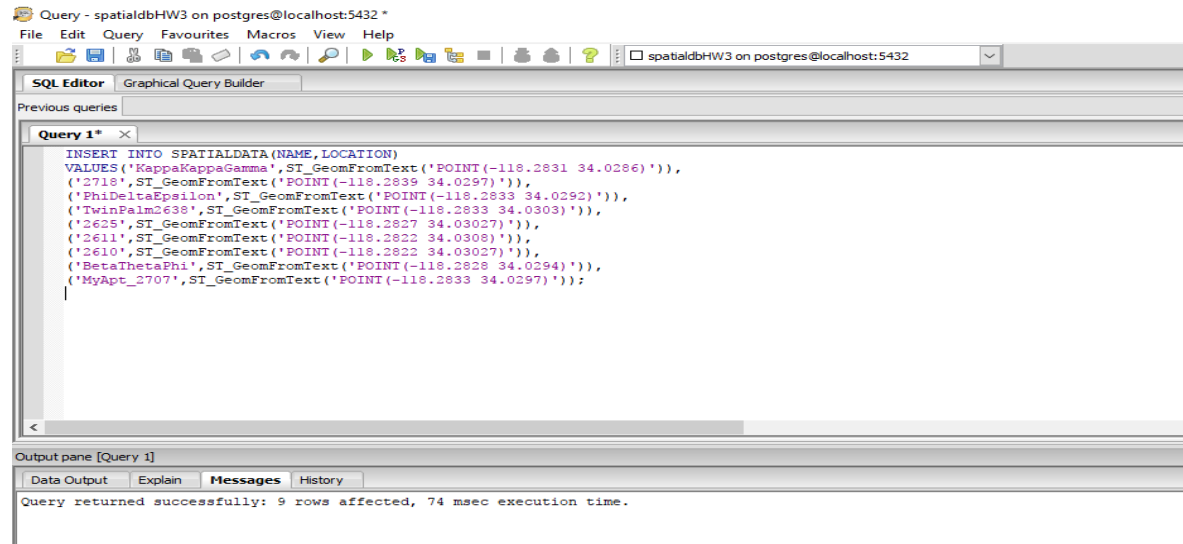 Query - spatialdbHW3 on postgres@localhost:5432 *
File Edit Query Favourites Macros View Help
spatialdbHW3 on postgres@localhost:5432
SQL Editor Graphical Query Builder
Previous queries
Query 1*
INSERT INTO SPATIALDATA(NAME,LOCATION)
VALUES('KappaKappaGamma',ST_GeomFromText('POINT(-118.2831 34.0286)')),
('2718',ST_GeomFromText('POINT(-118.2839 34.0297)')),
('PhiDeltaEpsilon',ST_GeomFromText('POINT(-118.2833 34.0292)')),
('TwinPalm2638',ST_GeomFromText('POINT(-118.2833 34.0303)')),
('2625',ST_GeomFromText('POINT(-118.2827 34.03027)')),
('2611',ST_GeomFromText('POINT(-118.2822 34.0308)')),
('2610',ST_GeomFromText('POINT(-118.2822 34.03027)')),
('BetaThetaPhi',ST_GeomFromText('POINT(-118.2828 34.0294)')),
('MyApt_2707',ST_GeomFromText('POINT(-118.2833 34.0297)'));
Output pane [Query 1]
Data Output Explain Messages History
Query returned successfully: 9 rows affected, 74 msec execution time.